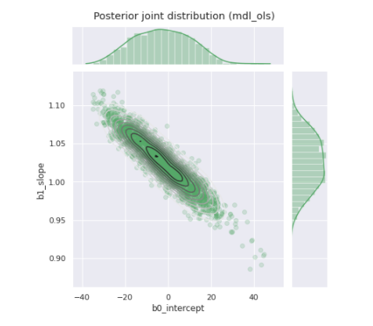 Posterior joint distribution (mdl_ols)
1.10
1.05
1.00
0.95
0.90
b1_slope
−40 −20 0 20 40
b0_intercept